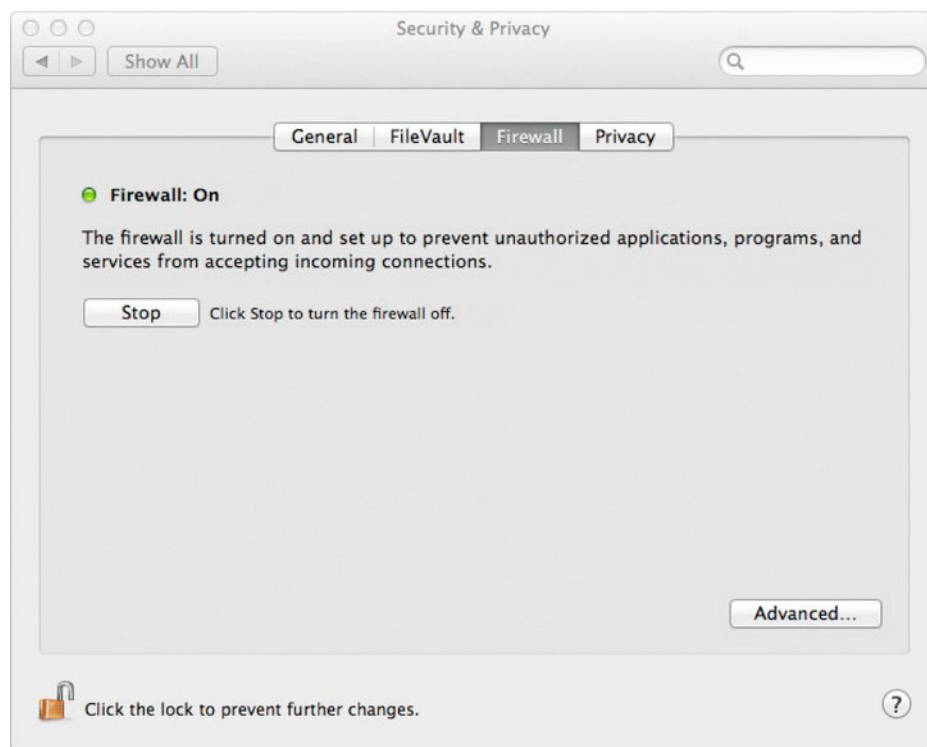 Security & Privacy
Show All
General FileVault Firewall Privacy
Firewall: On
The firewall is turned on and set up to prevent unauthorized applications, programs, and
services from accepting incoming connections.
Stop Click Stop to turn the firewall off.
Advanced...
Click the lock to prevent further changes.
?